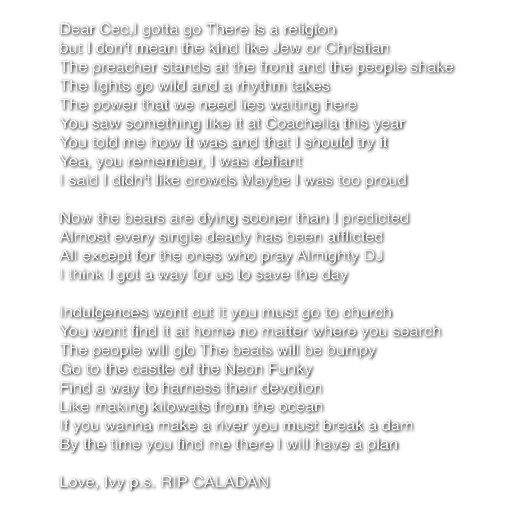 Dear Cec,I gotta go There is a religion
but I don't mean the kind like Jew or Christian
The preacher stands at the front and the people shake
The lights go wild and a rhythm takes
The power that we need lies waiting here
You saw something like it at Coachella this year
You told me how it was and that I should try it
Yea, you remember, I was defiant
I said I didn't like crowds Maybe I was too proud

Now the bears are dying sooner than I predicted
Almost every single deady has been afflicted
All except for the ones who pray Almighty DJ
I think I got a way for us to save the day

Indulgences wont cut it you must go to church
You wont find it at home no matter where you search
The people will glo The beats will be bumpy
Go to the castle of the Neon Funky
Find a way to harness their devotion
Like making kilowats from the ocean
If you wanna make a river you must break a dam
By the time you find me there I will have a plan

Love, Ivy p.s. RIP CALADAN